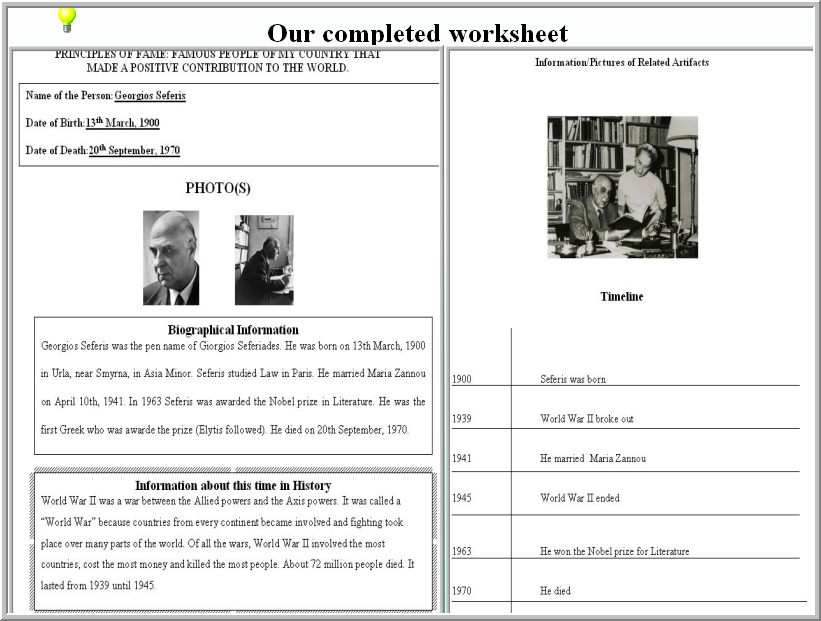 Our completed worksheet
PRINCIPLES OF FAME: FAMOUS PEOPLE OF MY COUNTRY THAT
MADE A POSITIVE CONTRIBUTION TO THE WORLD.
Name of the Person: Georgios Seferis
Date of Birth:13th March, 1900
Date of Death:20th September, 1970
PHOTO(S)
Biographical Information
Georgios Seferis was the pen name of Giorgios Seferiades. He was born on 13th March, 1900
in Urla, near Smyrna, in Asia Minor. Seferis studied Law in Paris. He married Maria Zannou
on April 10th, 1941. In 1963 Seferis was awarded the Nobel prize in Literature. He was the
first Greek who was awarde the prize (Elytis followed). He died on 20th September, 1970.
Information about this time in History
World War II was a war between the Allied powers and the Axis powers. It was called a
“World War” because countries from every continent became involved and fighting took
place over many parts of the world. Of all the wars, World War II involved the most
countries, cost the most money and killed the most people. About 72 million people died. It
lasted from 1939 until 1945.
Information/Pictures of Related Artifacts
Timeline
1900 Seferis was born
1939 World War II broke out
1941 He married Maria Zannou
1945 World War II ended
1963 He won the Nobel prize for Literature
1970 He died